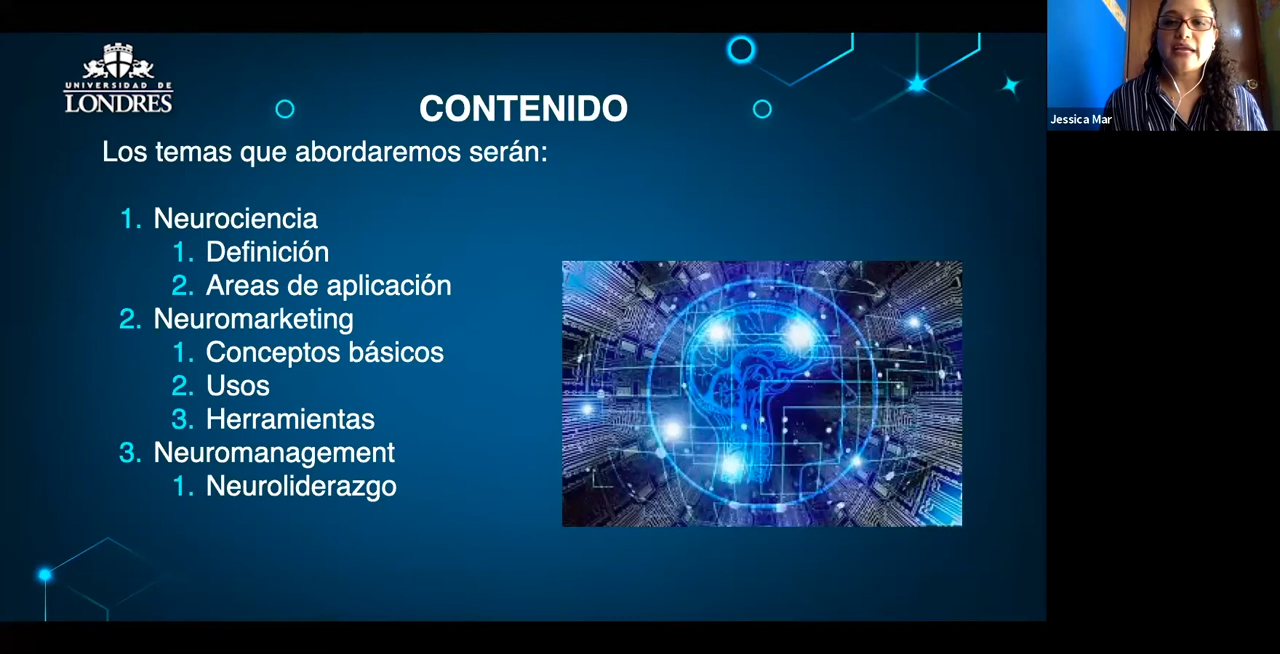 UNIVERSIDAD DE
LONDRES
CONTENIDO
Los temas que abordaremos serán:
1. Neurociencia
1. Definición
2. Areas de aplicación
2. Neuromarketing
1. Conceptos básicos
2. Usos
3. Herramientas
3. Neuromanagement
1. Neuroliderazgo
Jessica Mar